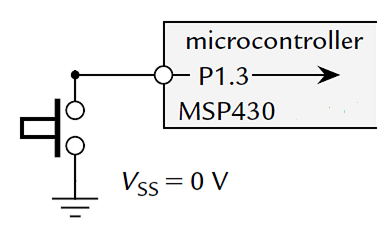 microcontroller
P1.3
MSP430
VSS = 0 V